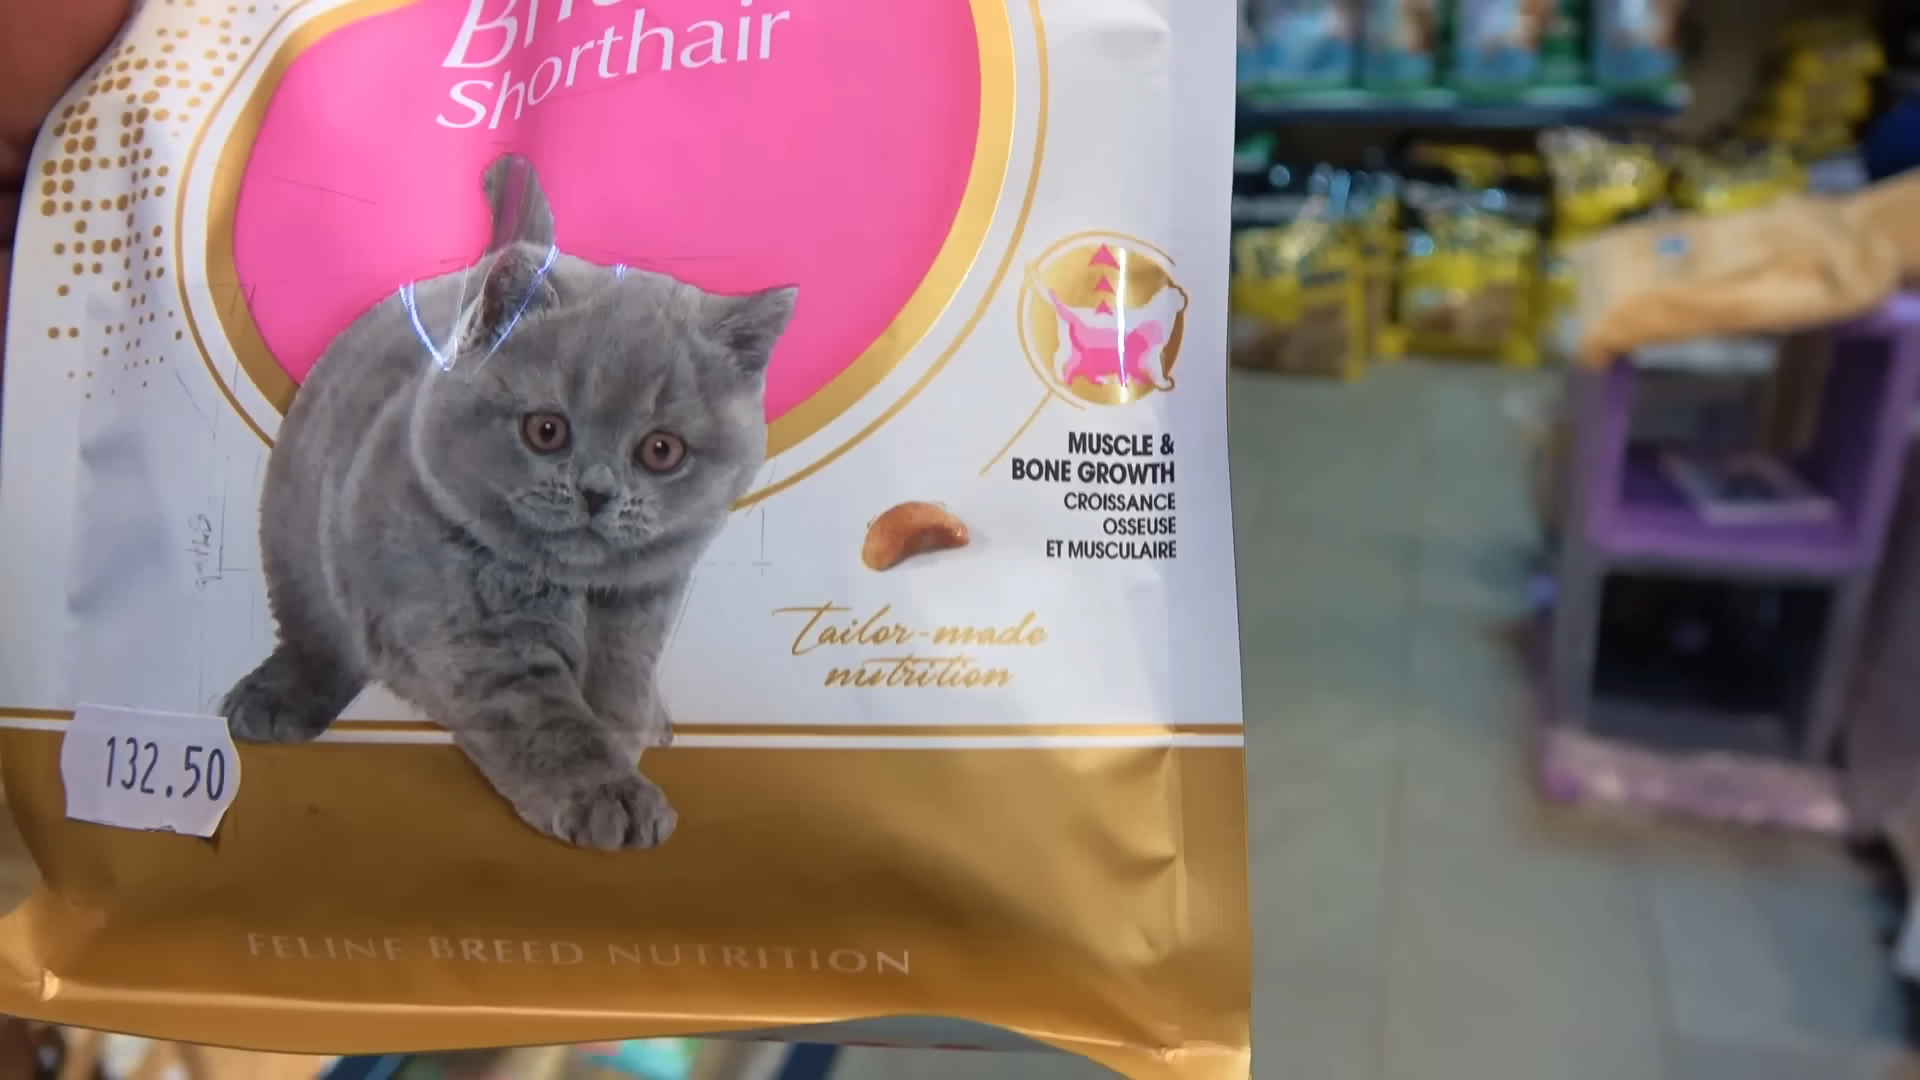 Shorthair
MUSCLE &
BONE GROWTH
CROISSANCE
OSSEUSE
ET MUSCULAIRE
Tailor-made
nutrition
132.50
FELINE BREED NUTRITION